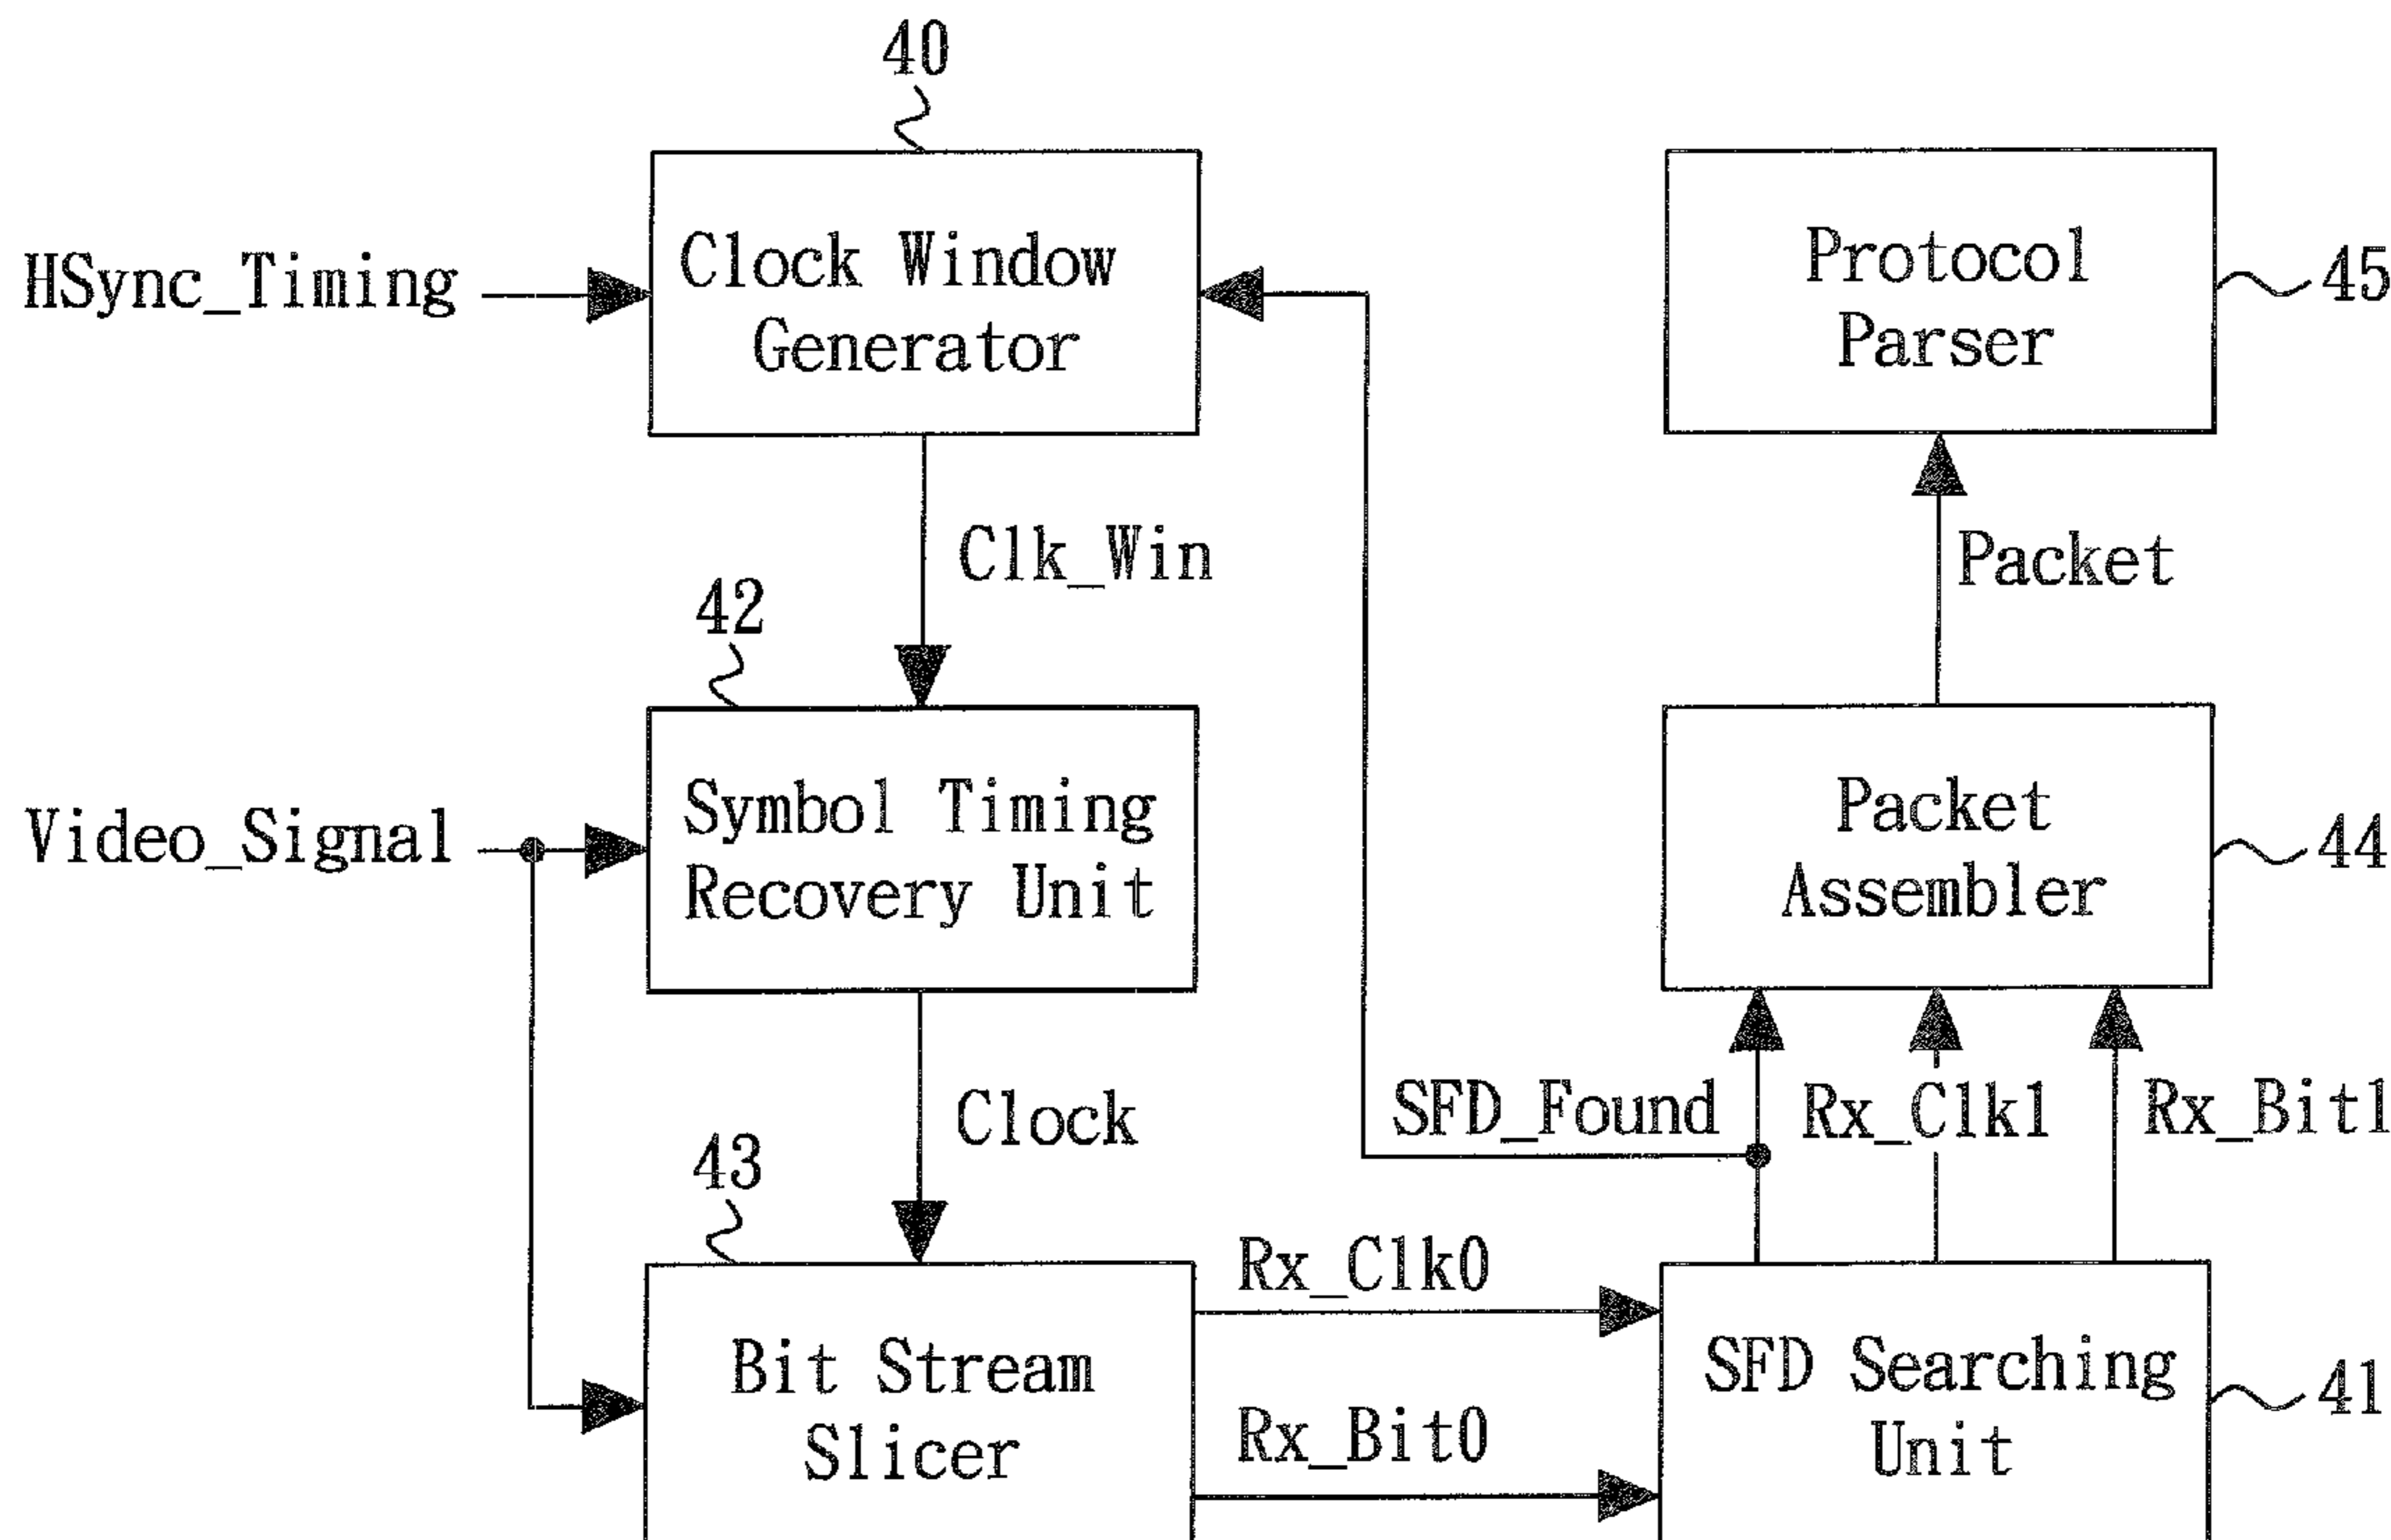 40
HSync_Timing
Clock Window
Generator
Protocol
Parser
45
Clk_Win
Packet
42
Video_Signal
Symbol Timing
Recovery Unit
Packet
Assembler
44
Clock
SFD_Found
Rx_Clk1
Rx_Bit1
43
Bit Stream
Slicer
Rx_Clk0
Rx_Bit0
SFD Searching
Unit
41